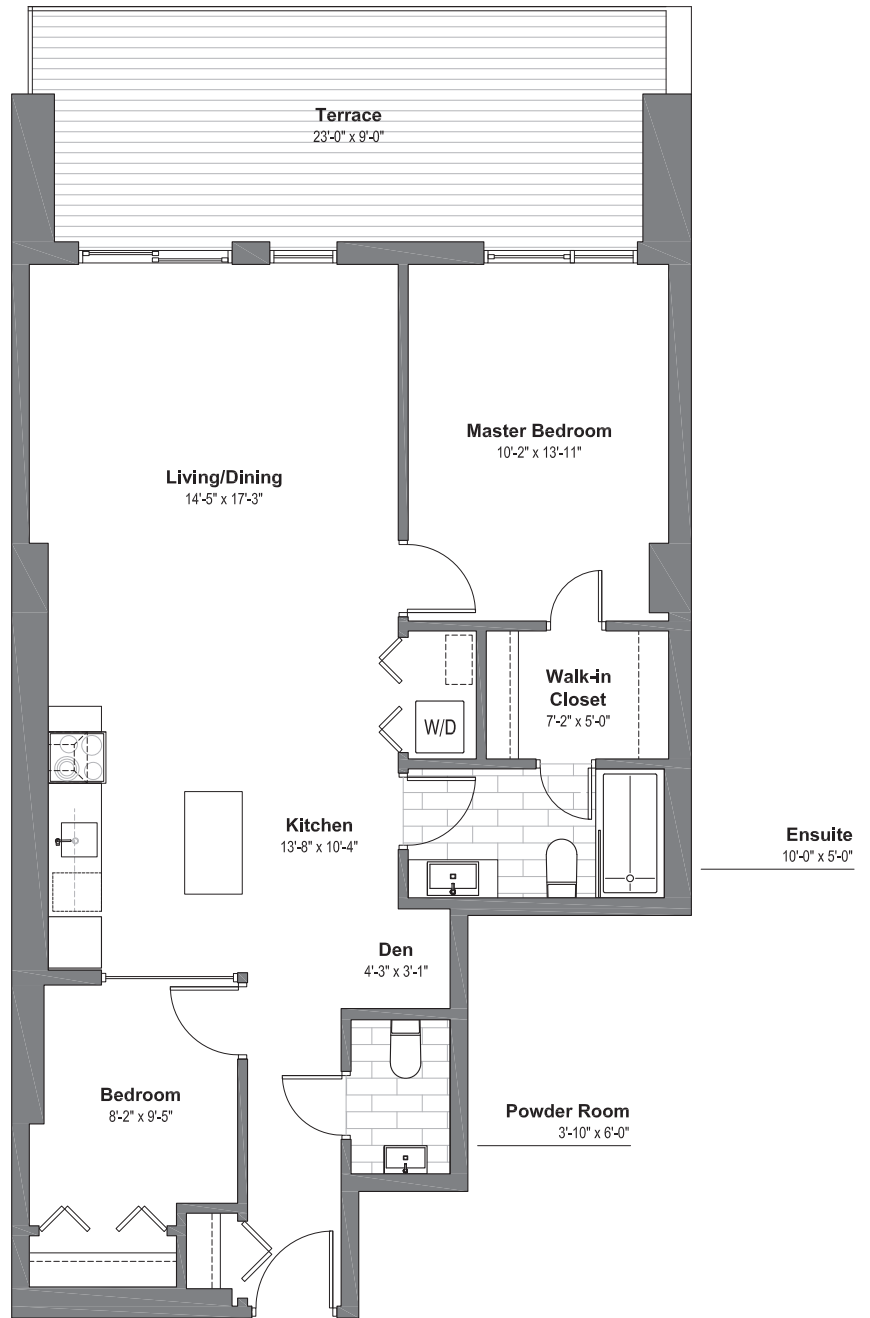 Terrace
23'-0" x 9'-0"
Master Bedroom
10'-2" x 13'-11"
Living/Dining
14'-5" x 17'-3"
Walk-in
Closet
7'-2" x 5'-0"
W/D
Kitchen
13'-8" x 10'-4"
Ensuite
10'-0" x 5'-0"
Den
4'-3" x 3'-1"
Bedroom
8'-2" x 9'-5"
Powder Room
3'-10" x 6'-0"